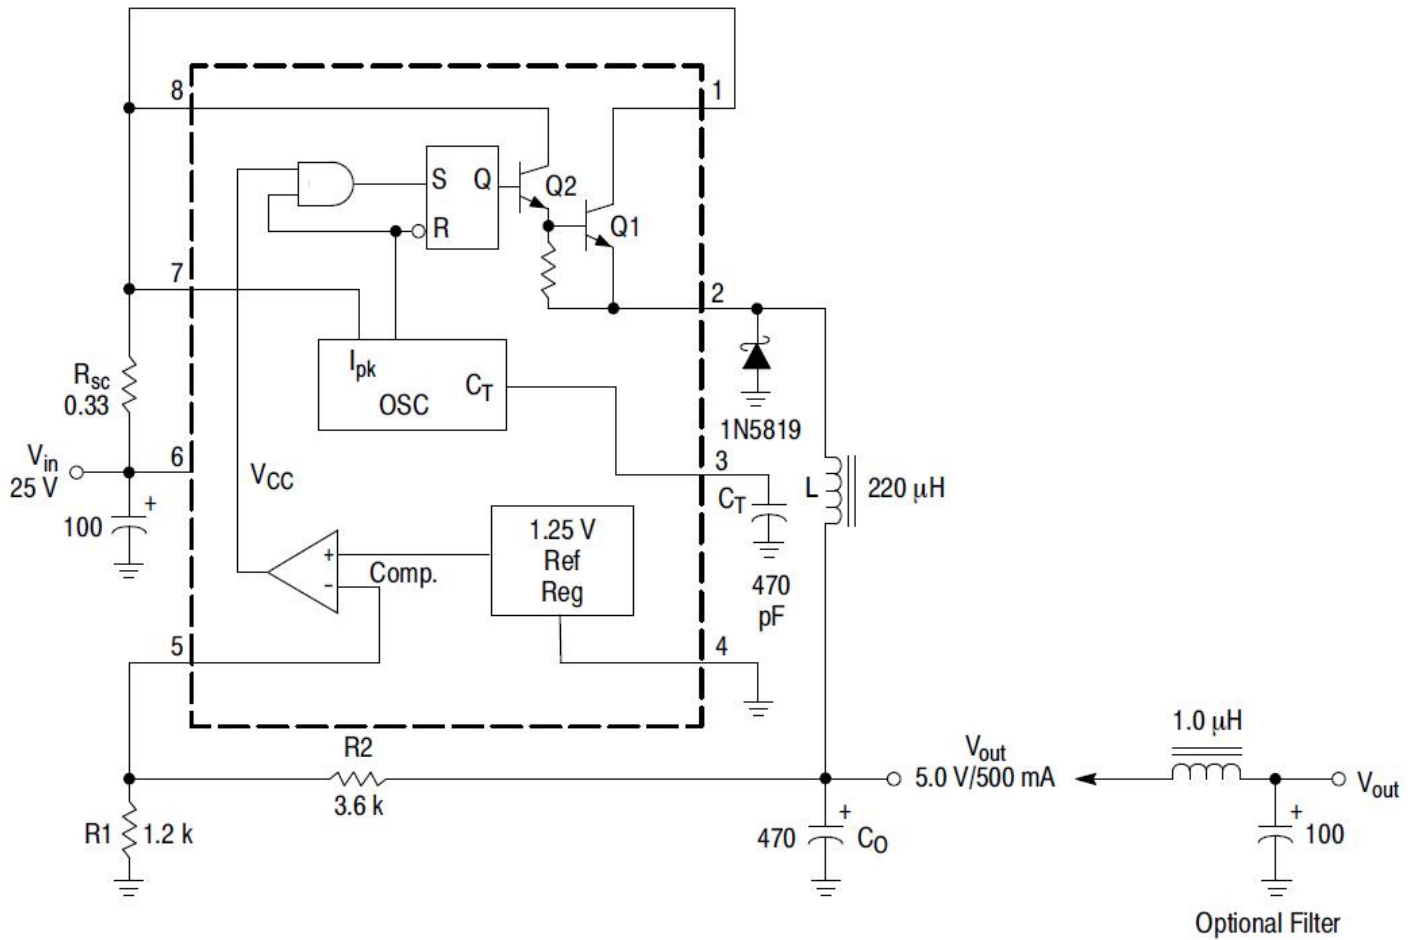 8
1
S
Q
Q2
R
Q1
7
2
Ipk
CT
OSC
Rsc
0.33
1N5819
Vin
25 V
6
VCC
3
CT
L
220 µH
100
+
1.25 V
Ref
Reg
+
-
Comp.
470
pF
5
4
R2
3.6 k
R1
1.2 k
Vout
5.0 V/500 mA
1.0 µH
Vout
470
+
CO
+
100
Optional Filter